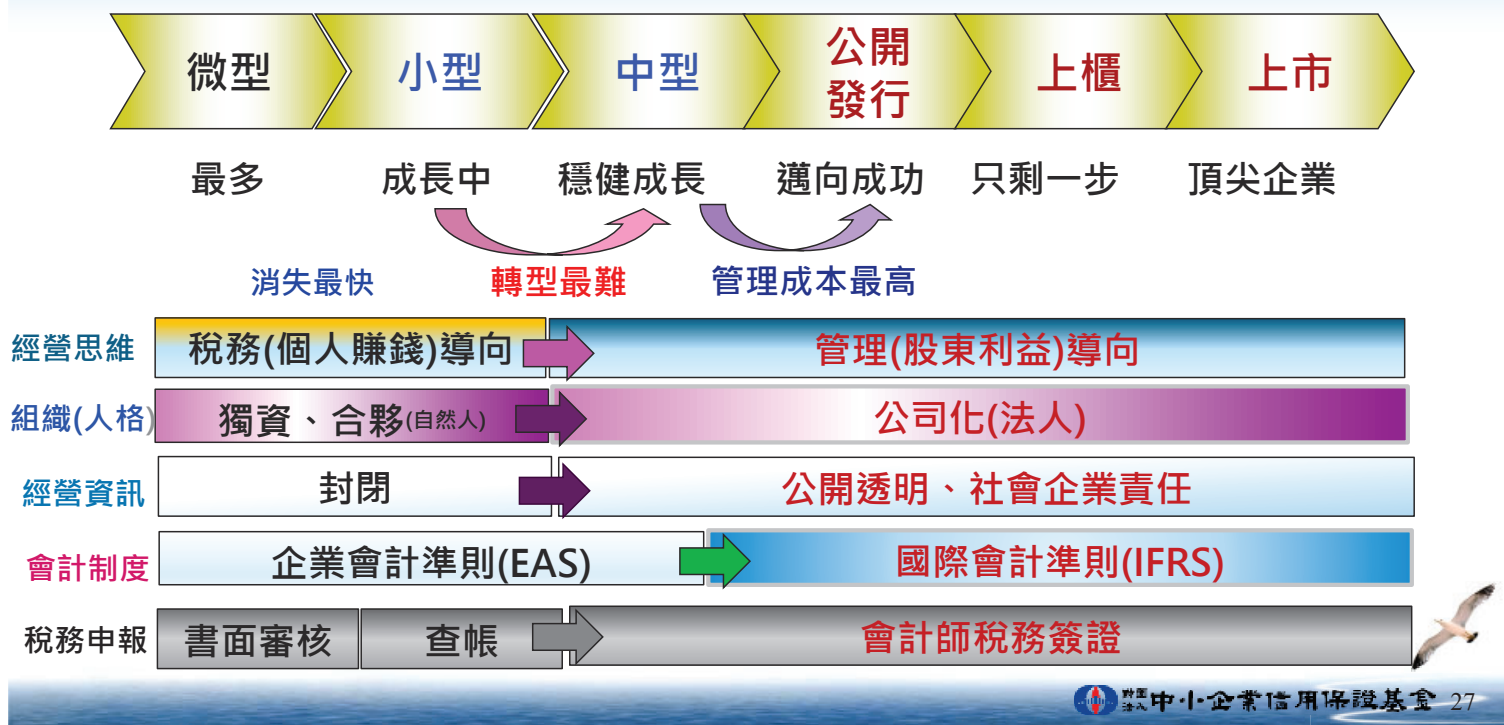 微型
小型
中型
公開
發行
上櫃
上市
最多
成長中
穩健成長
邁向成功
只剩一步
頂尖企業
消失最快
轉型最難
管理成本最高
經營思維
稅務(個人賺錢)導向
管理(股東利益)導向
組織(人格)
獨資、合夥(自然人)
公司化(法人)
經營資訊
封閉
公開透明、社會企業責任
會計制度
企業會計準則(EAS)
國際會計準則(IFRS)
稅務申報
書面審核
查帳
會計師稅務簽證
財團
法人
中小企業信用保證基金
27